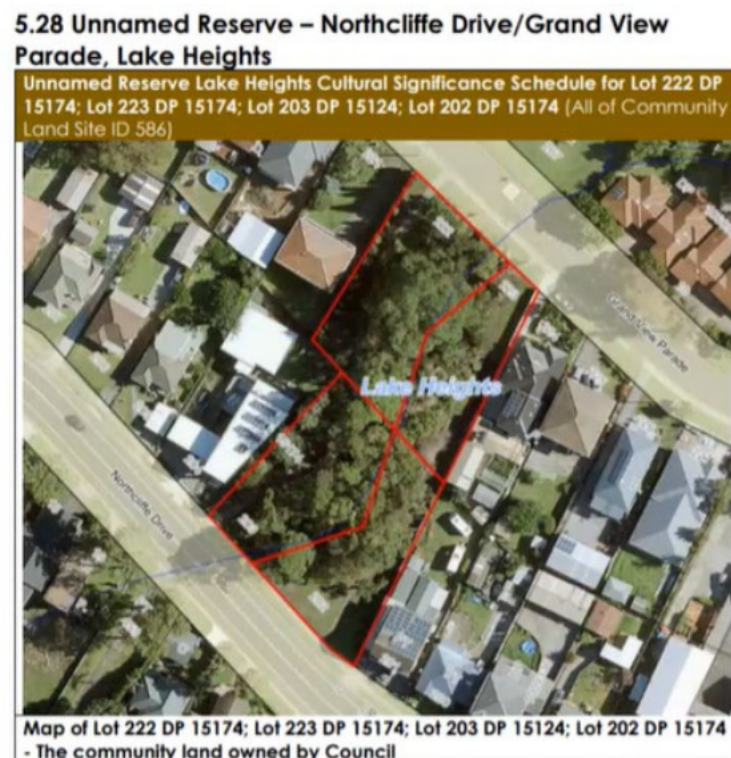 5.28 Unnamed Reserve – Northcliffe Drive/Grand View
Parade, Lake Heights
Unnamed Reserve Lake Heights Cultural Significance Schedule for Lot 222 DP
15174; Lot 223 DP 15174; Lot 203 DP 15124; Lot 202 DP 15174 (All of Community
Land Site ID 586)
Grand View Parade
Lake Heights
Northcliffe Drive
Map of Lot 222 DP 15174; Lot 223 DP 15174; Lot 203 DP 15124; Lot 202 DP 15174
- The community land owned by Council